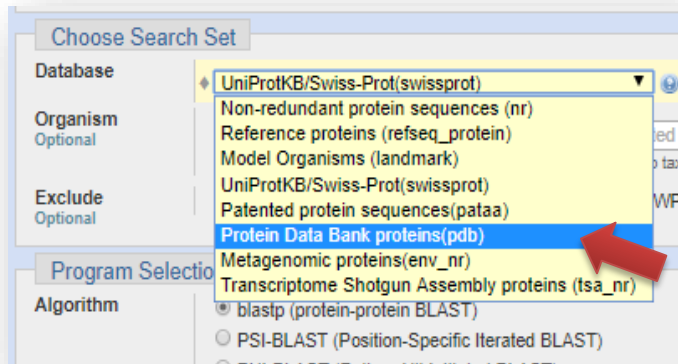 Choose Search Set
Database
UniProtKB/Swiss-Prot(swissprot)
Non-redundant protein sequences (nr)
Organism
Optional
Reference proteins (refseq_protein)
Model Organisms (landmark)
UniProtKB/Swiss-Prot(swissprot)
Exclude
Optional
Patented protein sequences(pataa)
Protein Data Bank proteins(pdb)
Metagenomic proteins(env_nr)
Transcriptome Shotgun Assembly proteins (tsa_nr)
Program Selectio
Algorithm
blastp (protein-protein BLAST)
PSI-BLAST (Position-Specific Iterated BLAST)